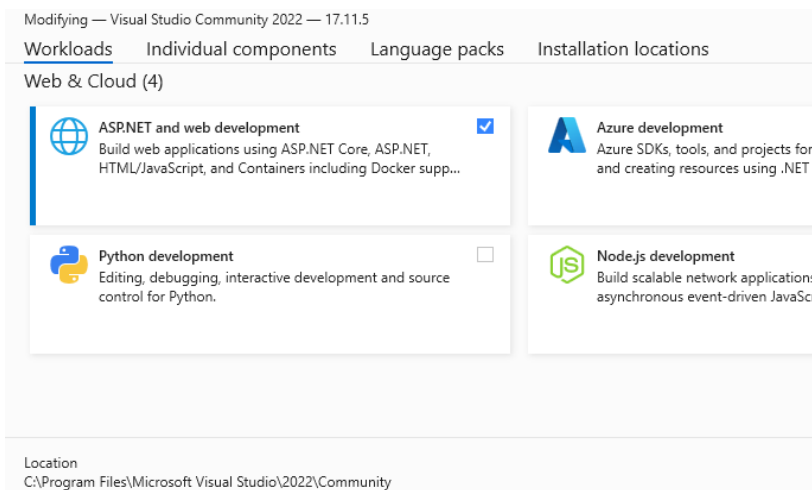 Modifying — Visual Studio Community 2022 — 17.11.5
Workloads Individual components Language packs Installation locations
Web & Cloud (4)
ASP.NET and web development
Build web applications using ASP.NET Core, ASP.NET,
HTML/JavaScript, and Containers including Docker supp...
Azure development
Azure SDKs, tools, and projects for
and creating resources using .NET
Python development
Editing, debugging, interactive development and source
control for Python.
JS
Node.js development
Build scalable network applications
asynchronous event-driven JavaScr
Location
C:\Program Files\Microsoft Visual Studio\2022\Community